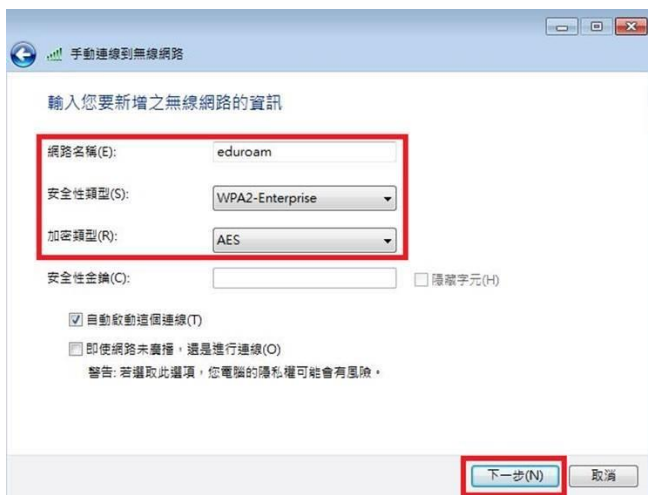 手動連線到無線網路
輸入您要新增之無線網路的資訊
網路名稱(E): eduroam
安全性類型(S): WPA2-Enterprise
加密類型(R): AES
安全性金鑰(C): 隱藏字元(H)
自動啟動這個連線(T)
即使網路未廣播，還是進行連線(O)
警告: 若選取此選項，您電腦的隱私權可能會有風險。
下一步(N) 取消